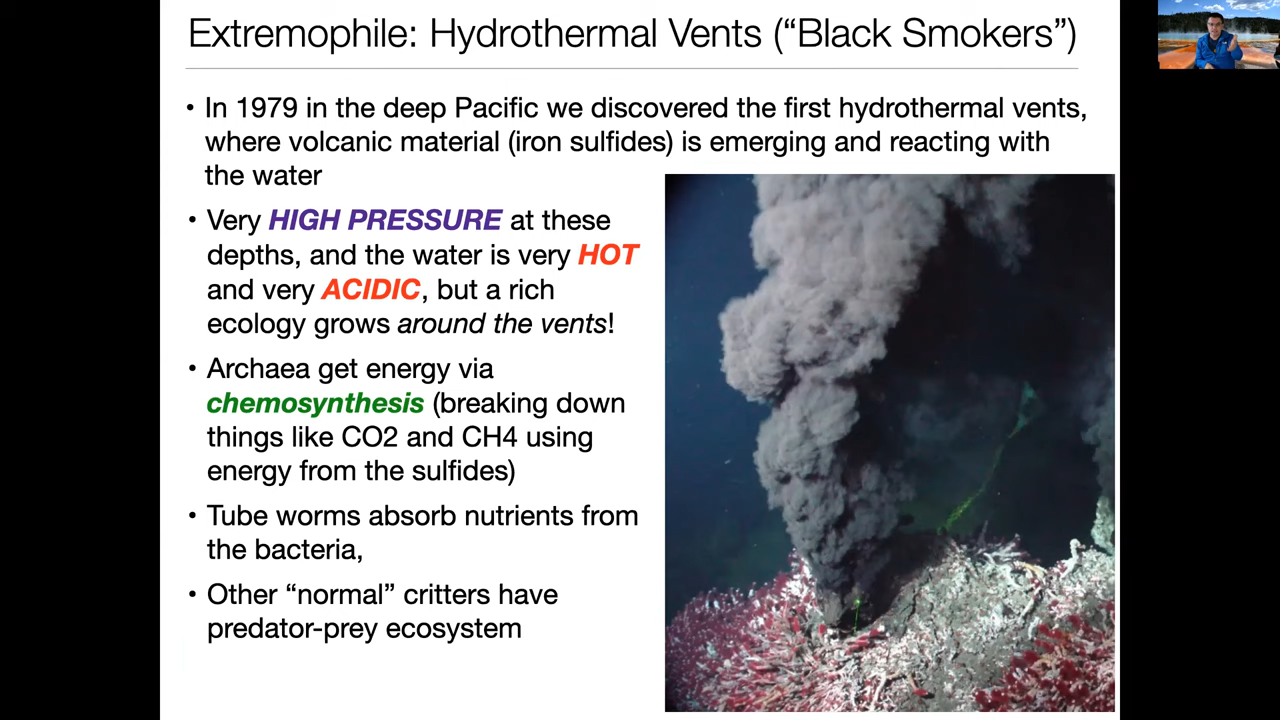 Extremophile: Hydrothermal Vents (“Black Smokers”)
• In 1979 in the deep Pacific we discovered the first hydrothermal vents,
where volcanic material (iron sulfides) is emerging and reacting with
the water
• Very HIGH PRESSURE at these
depths, and the water is very HOT
and very ACIDIC, but a rich
ecology grows around the vents!
• Archaea get energy via
chemosynthesis (breaking down
things like CO2 and CH4 using
energy from the sulfides)
• Tube worms absorb nutrients from
the bacteria,
• Other “normal” critters have
predator-prey ecosystem